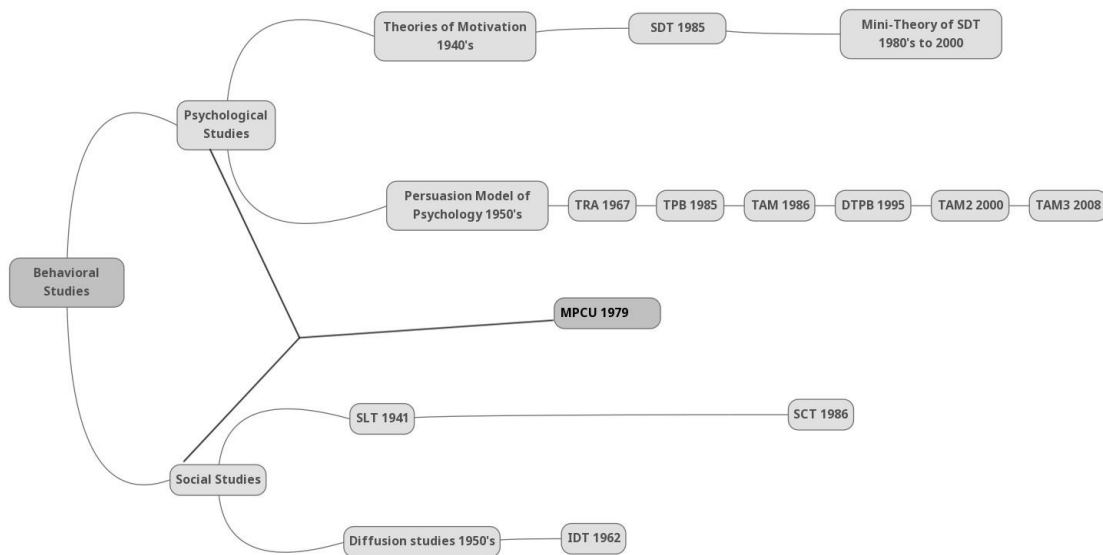 Theories of Motivation
1940's
SDT 1985
Mini-Theory of SDT
1980's to 2000
Psychological
Studies
Persuasion Model of
Psychology 1950's
TRA 1967
TPB 1985
TAM 1986
DTPB 1995
TAM2 2000
TAM3 2008
Behavioral
Studies
MPCU 1979
SLT 1941
SCT 1986
Social Studies
Diffusion studies 1950's
IDT 1962